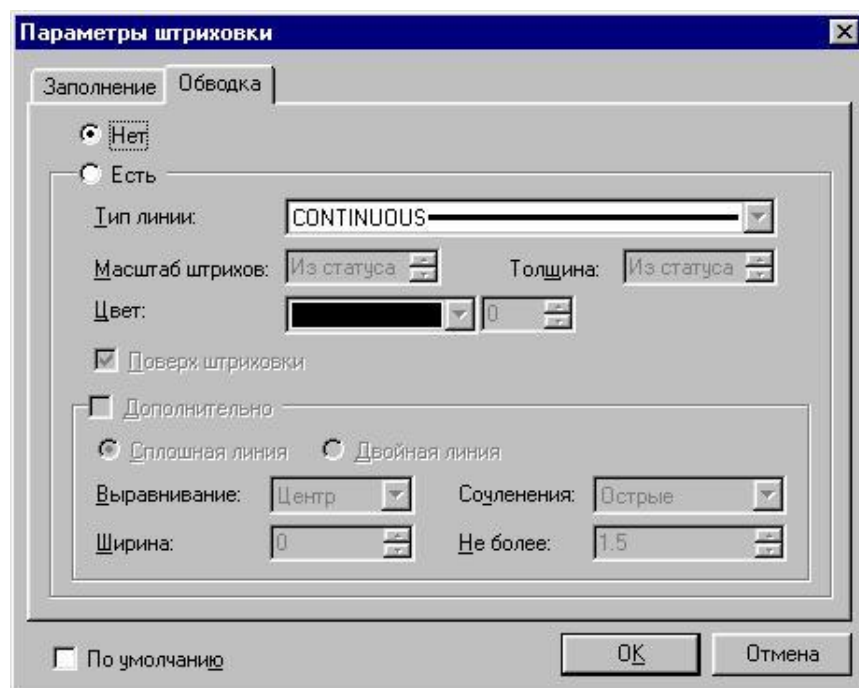 Параметры штриховки
Заполнение Обводка
Нет
Есть
Тип линии: CONTINUOUS
Масштаб штрихов: Из статуса Толщина: Из статуса
Цвет: 0
Поверх штриховки
Дополнительно
Сплошная линия Двойная линия
Выравнивание: Центр Сочленения: Острые
Ширина: 0 Не более: 1.5
По умолчанию OK Отмена